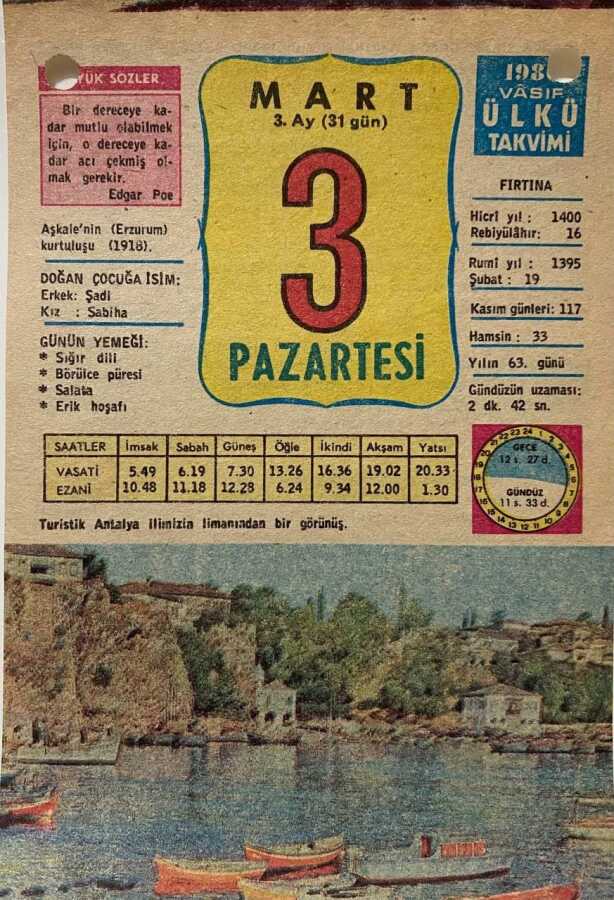 YÜK SÖZLER
Bir dereceye ka-
dar mutlu olabilmek
için, o dereceye ka-
dar acı çekmiş ol-
mak gerekir.
Edgar Poe
Aşkale'nin (Erzurum)
kurtuluşu (1918).
DOĞAN ÇOCUĞA İSİM:
Erkek: Şadi
Kız : Sabiha
GÜNÜN YEMEĞİ:
* Sığır dili
* Börülce püresi
* Salata
* Erik hoşafı
MART
3. Ay (31 gün)
3
PAZARTESİ
198
VÂSIF
ÜLKÜ
TAKVİMİ
FIRTINA
Hicrî yıl : 1400
Rebiyülâhır: 16
Rumî yıl : 1395
Şubat : 19
Kasım günleri: 117
Hamsin : 33
Yılın 63. günü
Gündüzün uzaması:
2 dk. 42 sn.
SAATLER İmsak Sabah Güneş Öğle İkindi Akşam Yatsı
VASATİ 5.49 6.19 7.30 13.26 16.36 19.02 20.33
EZANİ 10.48 11.18 12.28 6.24 9.34 12.00 1.30
GECE
12 s. 27 d.
GÜNDÜZ
11 s. 33 d.
Turistik Antalya ilimizin limanından bir görünüş.